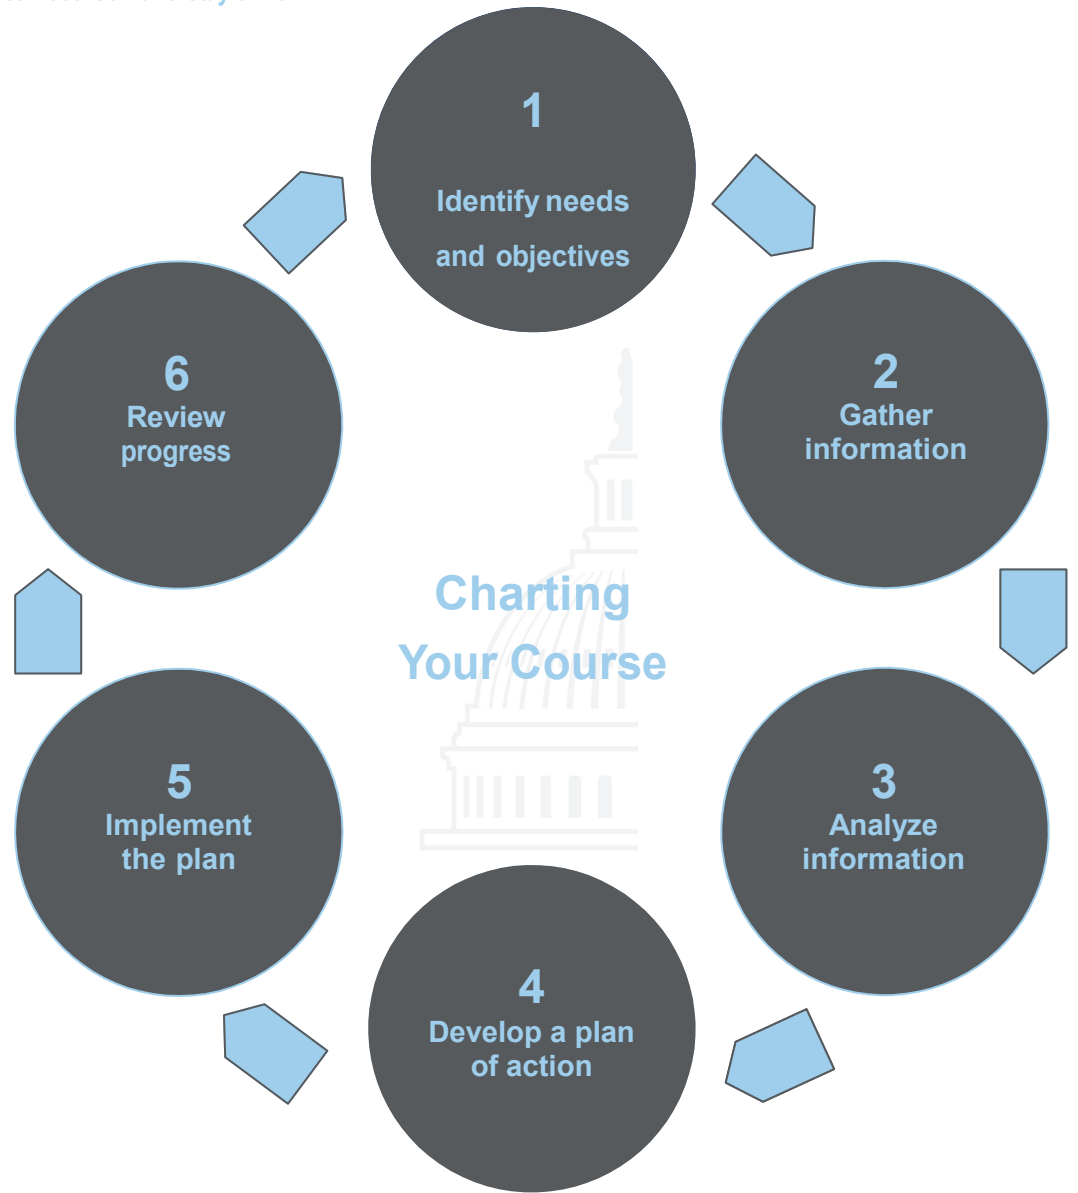 1
Identify needs
and objectives
2
Gather
information
3
Analyze
information
4
Develop a plan
of action
5
Implement
the plan
6
Review
progress
Charting
Your Course